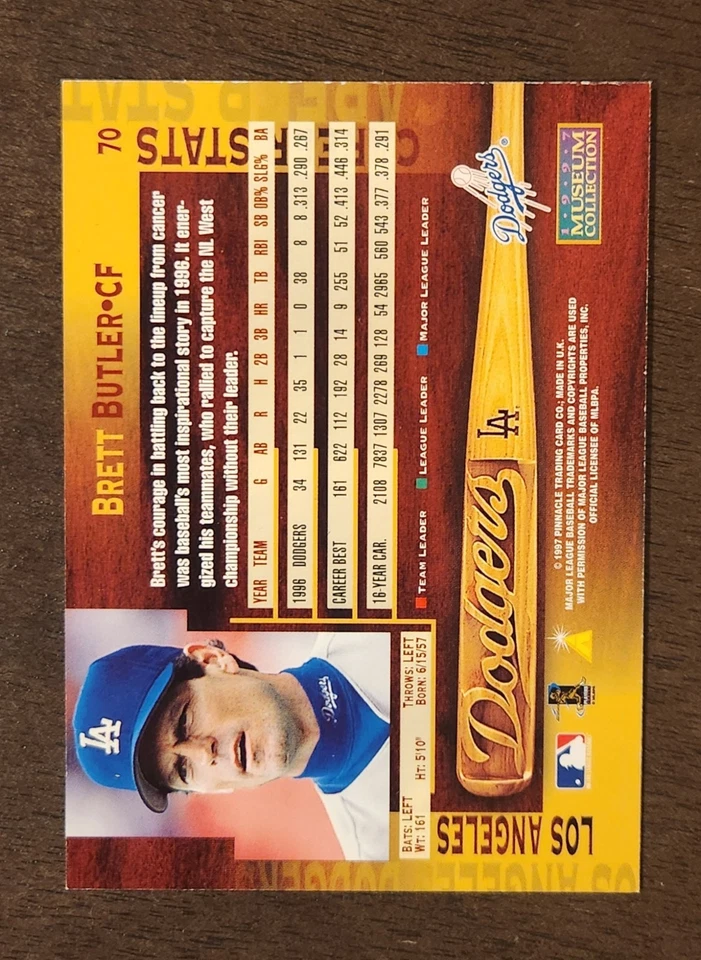 70
BRETT BUTLER•CF
CAREER STATS
Brett's courage in battling back to the lineup from cancer
was baseball's most inspirational story in 1996. It ener-
gized his teammates, who rallied to capture the NL West
championship without their leader.
YEAR TEAM G AB R H 2B 3B HR TB RBI SB OB% SLG% BA
1996 DODGERS 34 131 22 35 1 1 0 38 8 8 .313 .290 .267
CAREER BEST 161 622 112 192 28 14 9 255 51 52 .413 .446 .314
16-YEAR CAR. 2108 7837 1307 2278 269 128 54 2965 560 543 .377 .378 .291
TEAM LEADER LEAGUE LEADER MAJOR LEAGUE LEADER
LA
Dodgers
BATS: LEFT THROWS: LEFT
WT: 161 HT: 5'10" BORN: 6/15/57
LOS ANGELES
Dodgers
LA
Dodgers
1·9·9·7
MUSEUM
COLLECTION
© 1997 PINNACLE TRADING CARD CO.; MADE IN U.K.
MAJOR LEAGUE BASEBALL TRADEMARKS AND COPYRIGHTS ARE USED
WITH PERMISSION OF MAJOR LEAGUE BASEBALL PROPERTIES, INC.
OFFICIAL LICENSEE OF MLBPA.